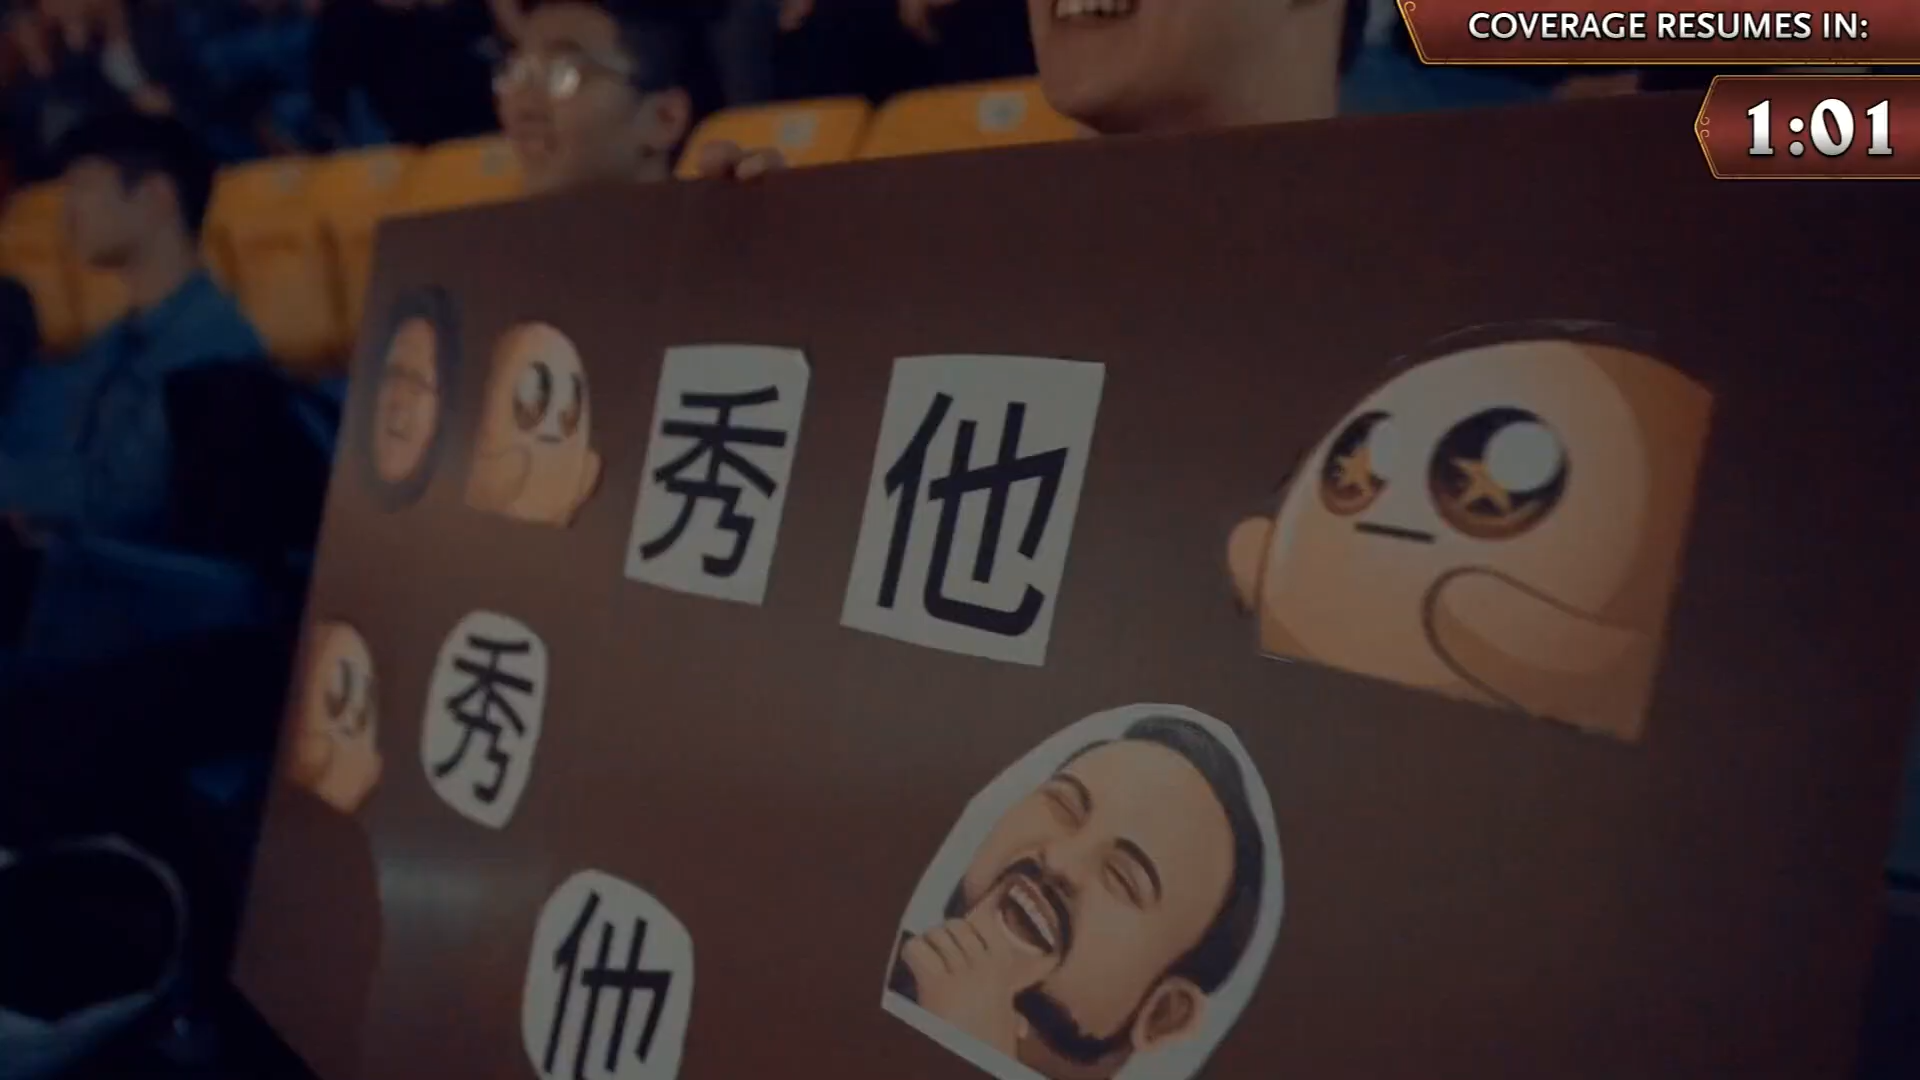 COVERAGE RESUMES IN:
1:01
秀他
秀
他